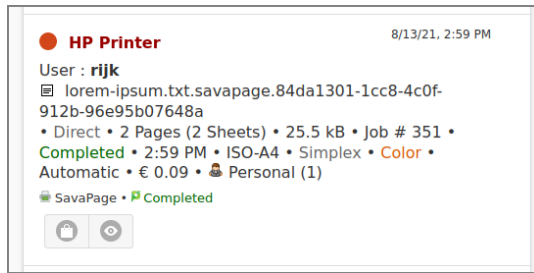 HP Printer 8/13/21, 2:59 PM
User : rijk
lorem-ipsum.txt.savapage.84da1301-1cc8-4c0f-
912b-96e95b07648a
• Direct • 2 Pages (2 Sheets) • 25.5 kB • Job # 351 •
Completed • 2:59 PM • ISO-A4 • Simplex • Color •
Automatic • € 0.09 • Personal (1)
SavaPage • Completed